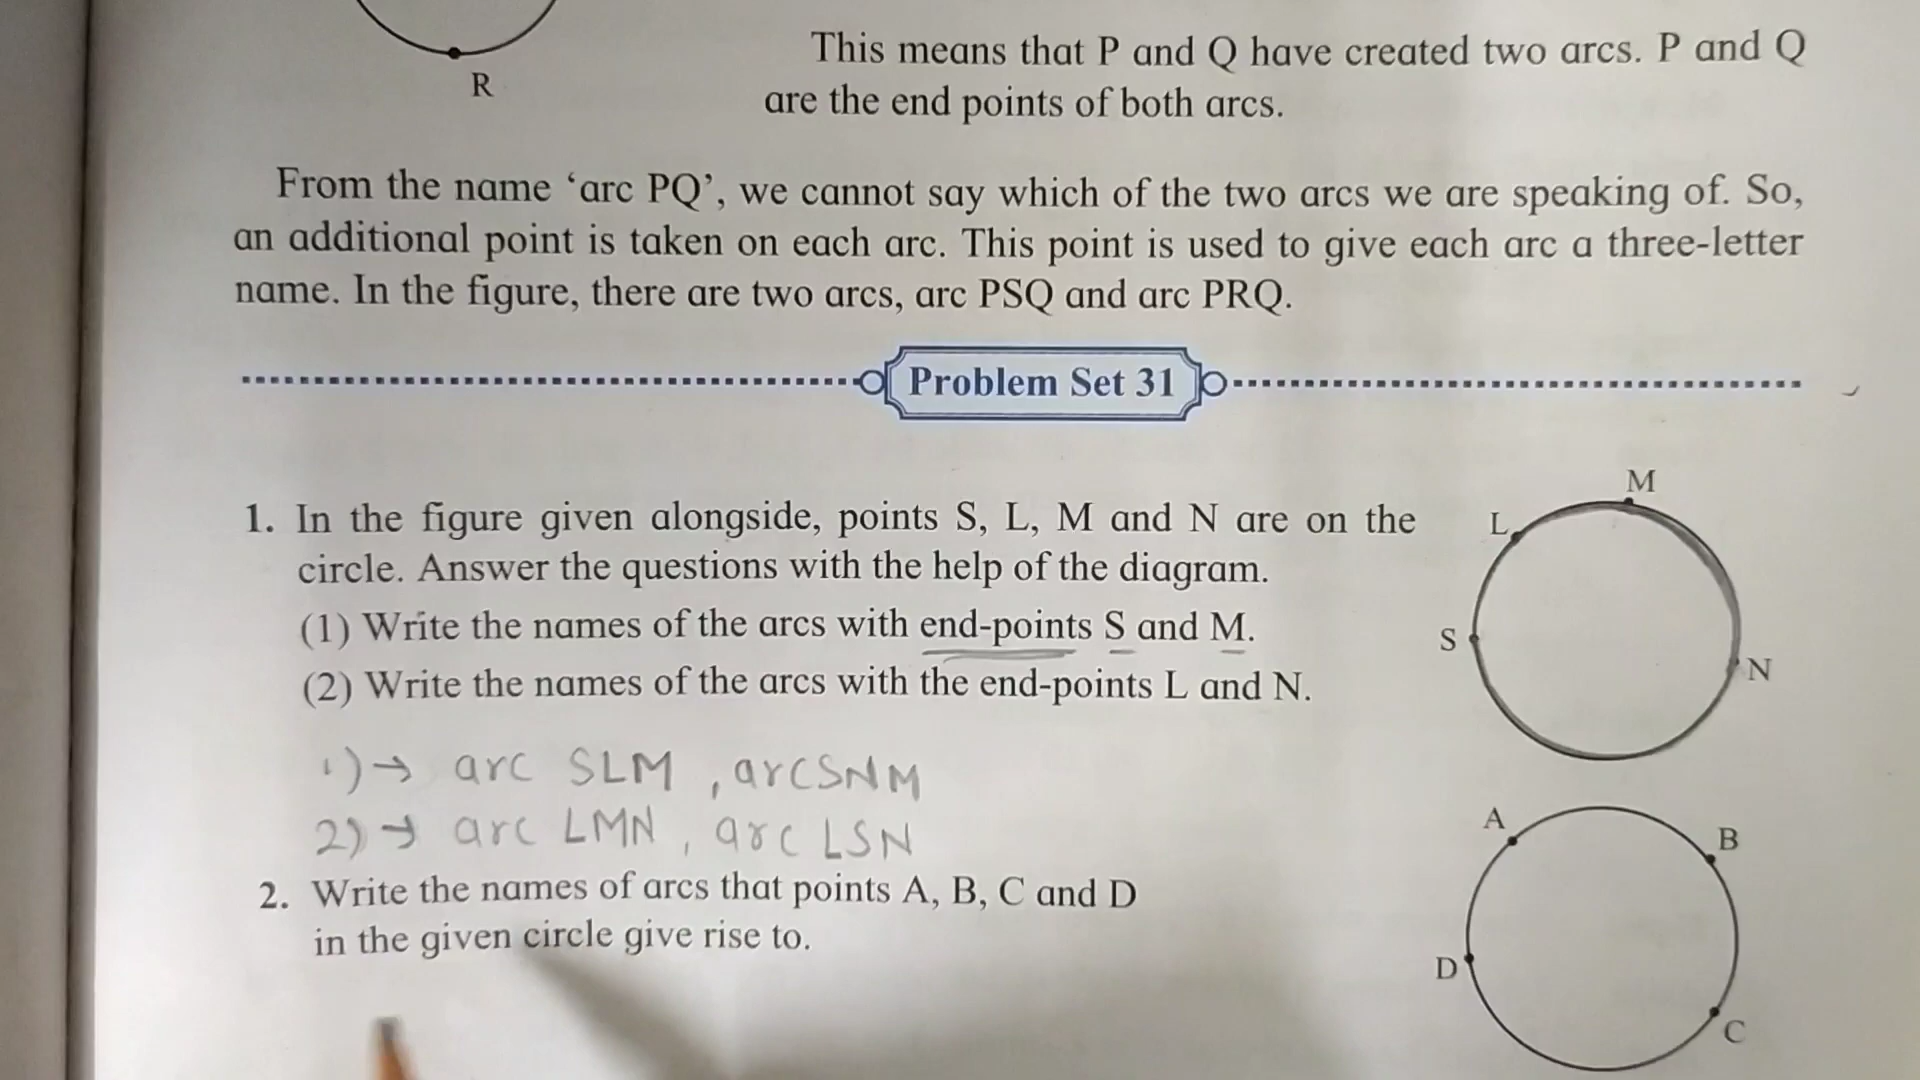 R
This means that P and Q have created two arcs. P and Q
are the end points of both arcs.
From the name ‘arc PQ’, we cannot say which of the two arcs we are speaking of. So,
an additional point is taken on each arc. This point is used to give each arc a three-letter
name. In the figure, there are two arcs, arc PSQ and arc PRQ.
Problem Set 31
1. In the figure given alongside, points S, L, M and N are on the
circle. Answer the questions with the help of the diagram.
(1) Write the names of the arcs with end-points S and M.
(2) Write the names of the arcs with the end-points L and N.
M
L
S
N
1) → arc SLM , arc SNM
2) → arc LMN , arc LSN
2. Write the names of arcs that points A, B, C and D
in the given circle give rise to.
A
B
D
C